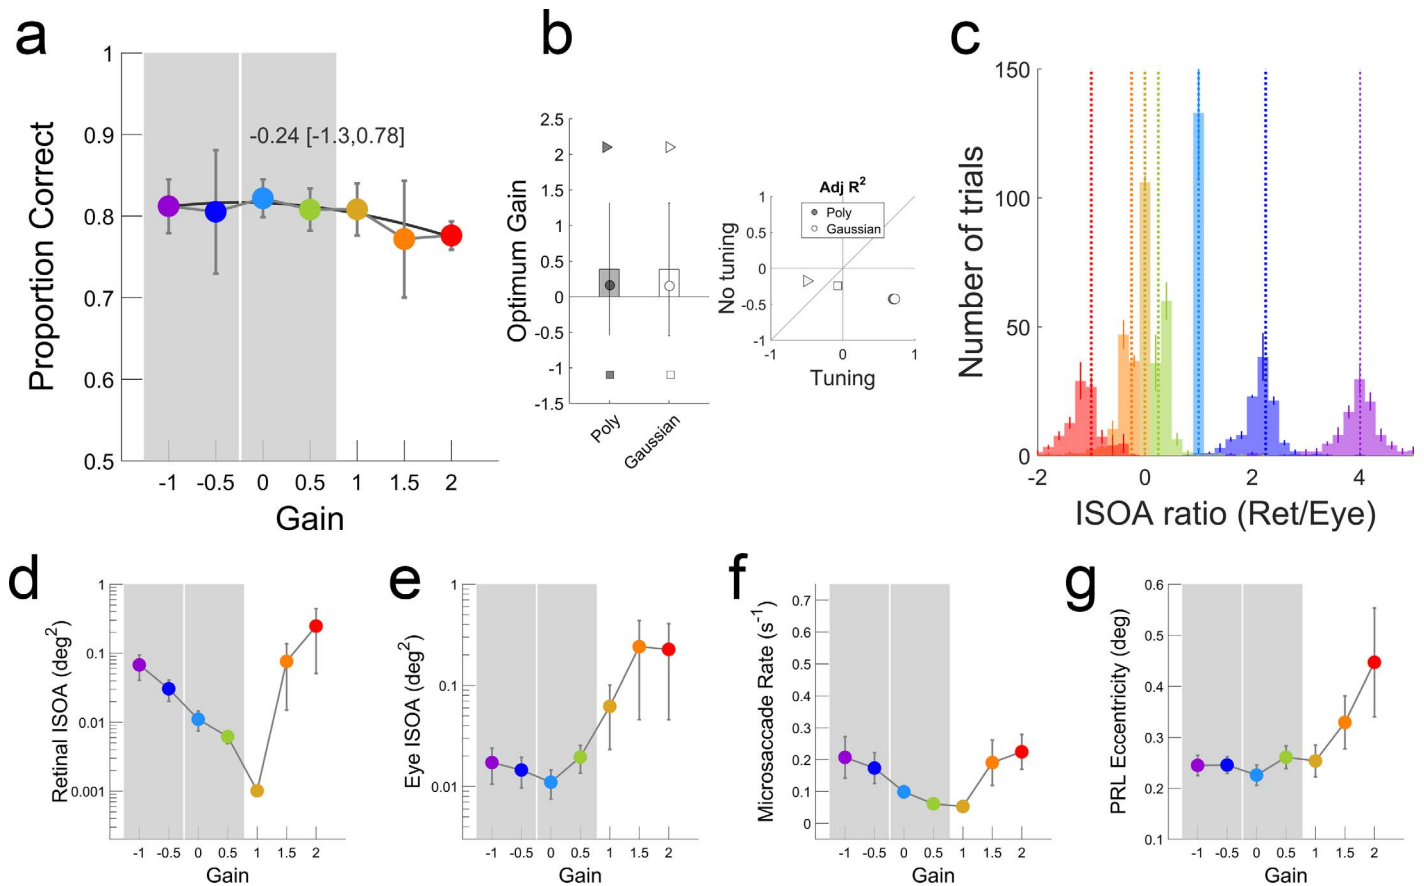 a
1
0.9
0.8
0.7
0.6
0.5
Proportion Correct
-0.24 [-1.3,0.78]
-1 -0.5 0 0.5 1 1.5 2
Gain
b
2.5
2
1.5
1
0.5
0
-0.5
-1
-1.5
Optimum Gain
Poly
Gaussian
Adj R2
Poly
Gaussian
1
0.5
0
-0.5
-1
No tuning
-1 0 1
Tuning
c
150
100
50
0
Number of trials
-2 0 2 4
ISOA ratio (Ret/Eye)
d
1
0.1
0.01
0.001
Retinal ISOA (deg2)
-1 -0.5 0 0.5 1 1.5 2
Gain
e
1
0.1
0.01
Eye ISOA (deg2)
-1 -0.5 0 0.5 1 1.5 2
Gain
f
0.7
0.6
0.5
0.4
0.3
0.2
0.1
0
Microsaccade Rate (s-1)
-1 -0.5 0 0.5 1 1.5 2
Gain
g
0.6
0.5
0.4
0.3
0.2
0.1
PRL Eccentricity (deg)
-1 -0.5 0 0.5 1 1.5 2
Gain